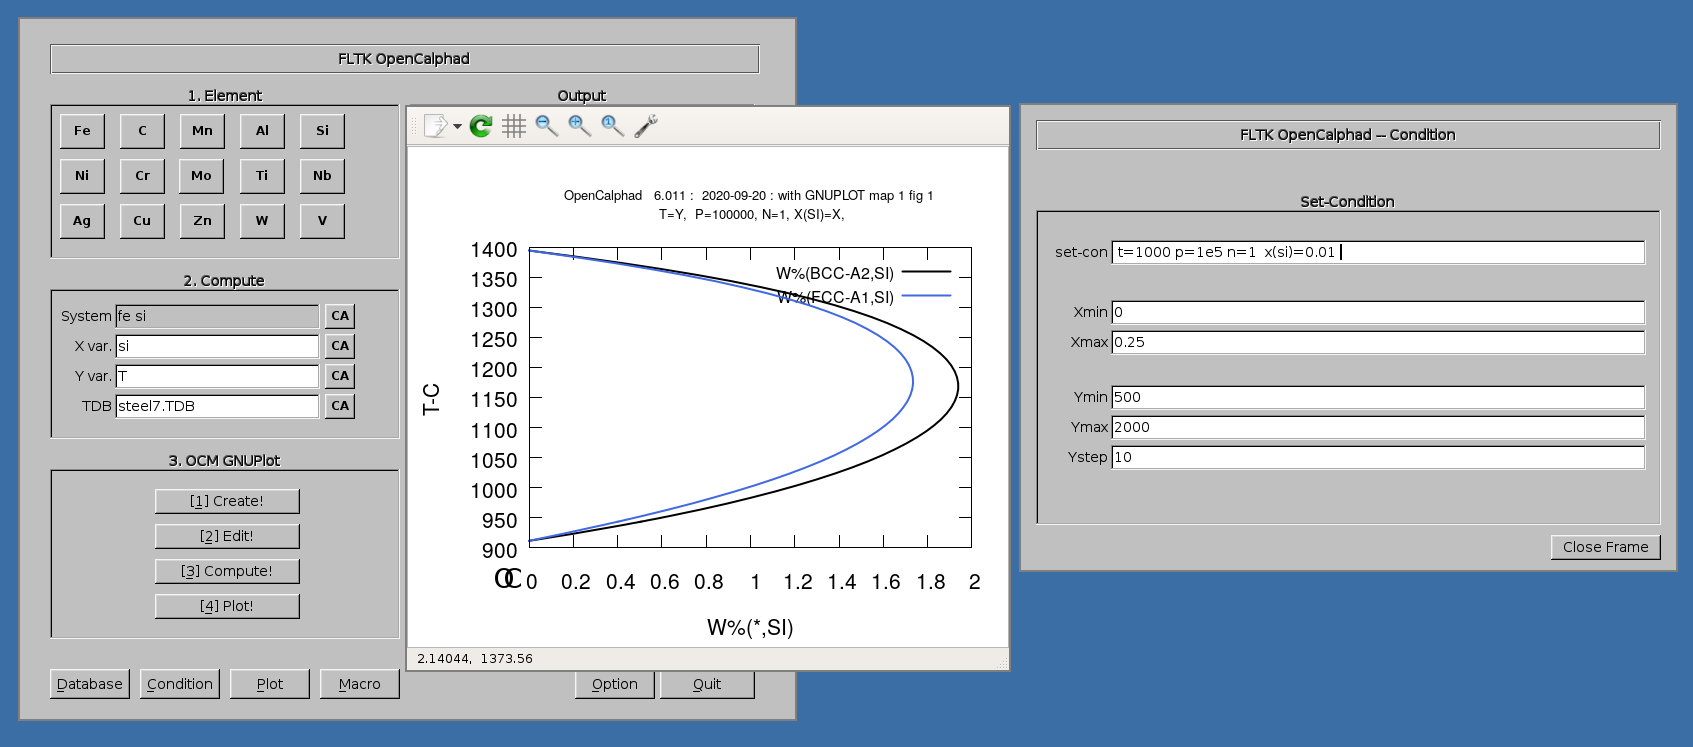 FLTK OpenCalphad
1. Element
Fe C Mn Al Si
Ni Cr Mo Ti Nb
Ag Cu Zn W V
2. Compute
System fe si CA
X var. si CA
Y var. T CA
TDB steel7.TDB CA
3. OCM GNUPlot
[1] Create!
[2] Edit!
[3] Compute!
[4] Plot!
Database Condition Plot Macro
Output
Option Quit
OpenCalphad 6.011 : 2020-09-20 : with GNUPLOT map 1 fig 1
T=Y, P=100000, N=1, X(SI)=X,
W%(BCC-A2,SI)
W%(FCC-A1,SI)
T-C
1400
1350
1300
1250
1200
1150
1100
1050
1000
950
900
OC 0 0.2 0.4 0.6 0.8 1 1.2 1.4 1.6 1.8 2
W%(*,SI)
2.14044, 1373.56
FLTK OpenCalphad -- Condition
Set-Condition
set-con t=1000 p=1e5 n=1 x(si)=0.01
Xmin 0
Xmax 0.25
Ymin 500
Ymax 2000
Ystep 10
Close Frame